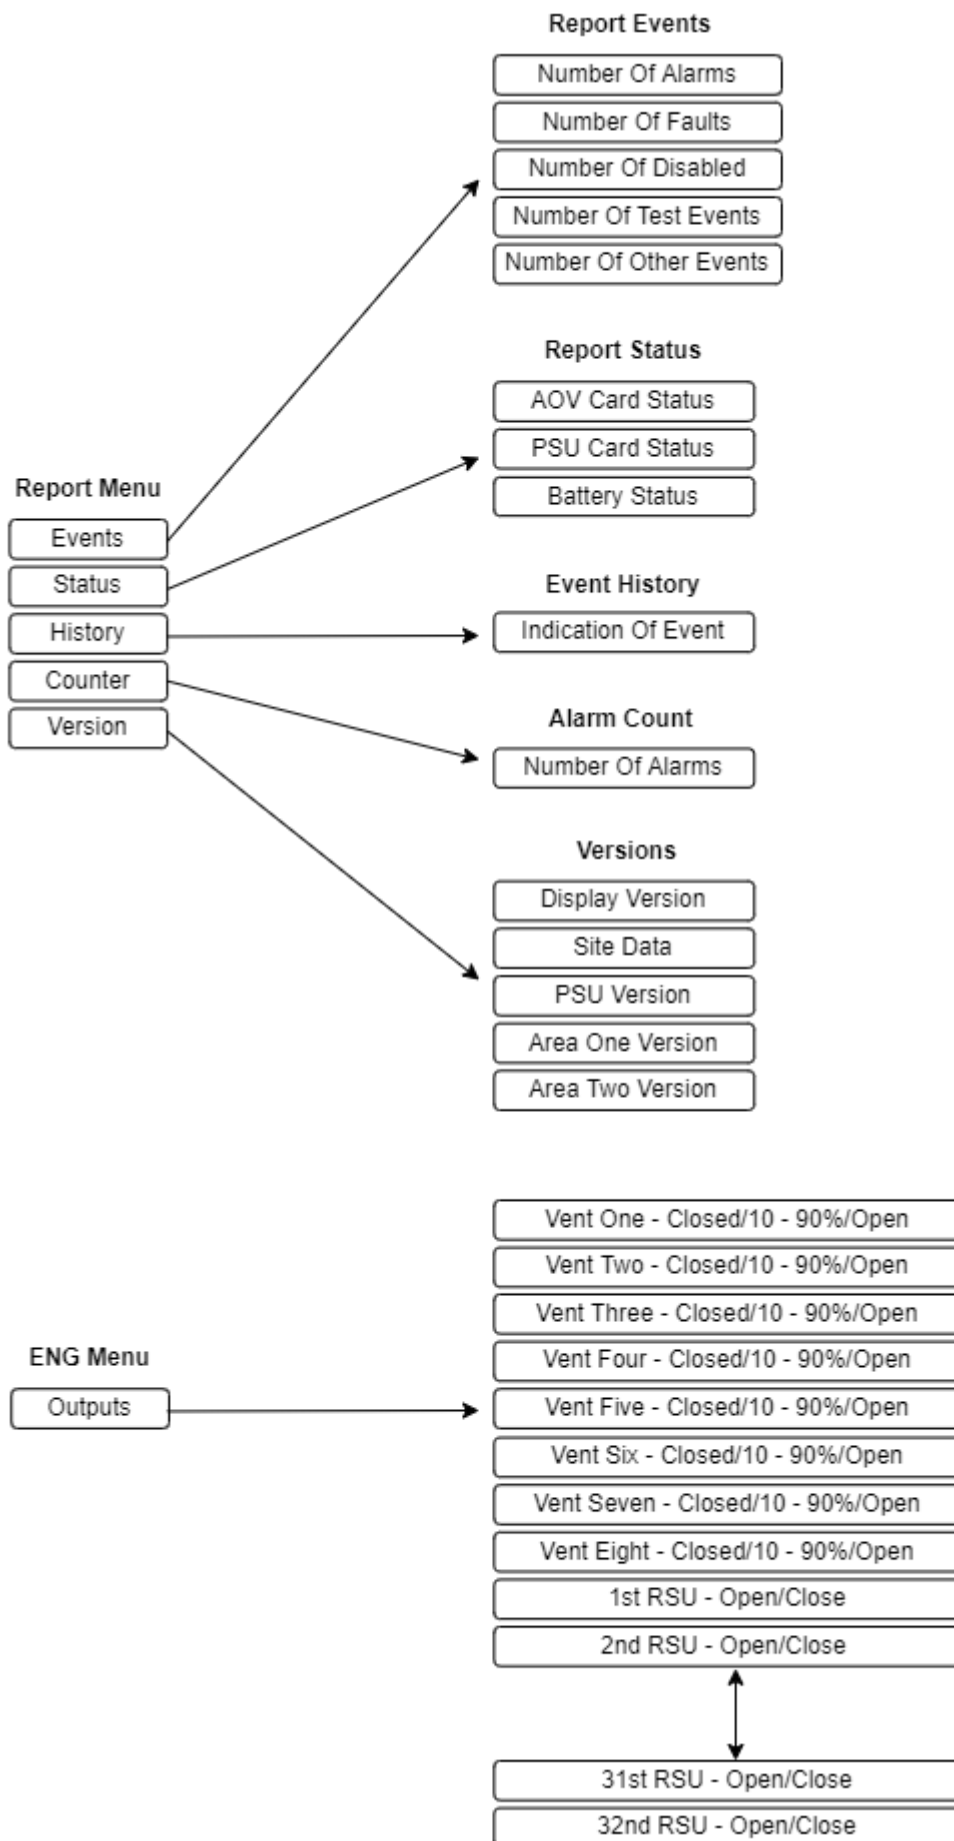 Report Events
Number Of Alarms
Number Of Faults
Number Of Disabled
Number Of Test Events
Number Of Other Events
Report Status
AOV Card Status
PSU Card Status
Battery Status
Report Menu
Events
Status
History
Counter
Version
Event History
Indication Of Event
Alarm Count
Number Of Alarms
Versions
Display Version
Site Data
PSU Version
Area One Version
Area Two Version
ENG Menu
Outputs
Vent One - Closed/10 - 90%/Open
Vent Two - Closed/10 - 90%/Open
Vent Three - Closed/10 - 90%/Open
Vent Four - Closed/10 - 90%/Open
Vent Five - Closed/10 - 90%/Open
Vent Six - Closed/10 - 90%/Open
Vent Seven - Closed/10 - 90%/Open
Vent Eight - Closed/10 - 90%/Open
1st RSU - Open/Close
2nd RSU - Open/Close
31st RSU - Open/Close
32nd RSU - Open/Close